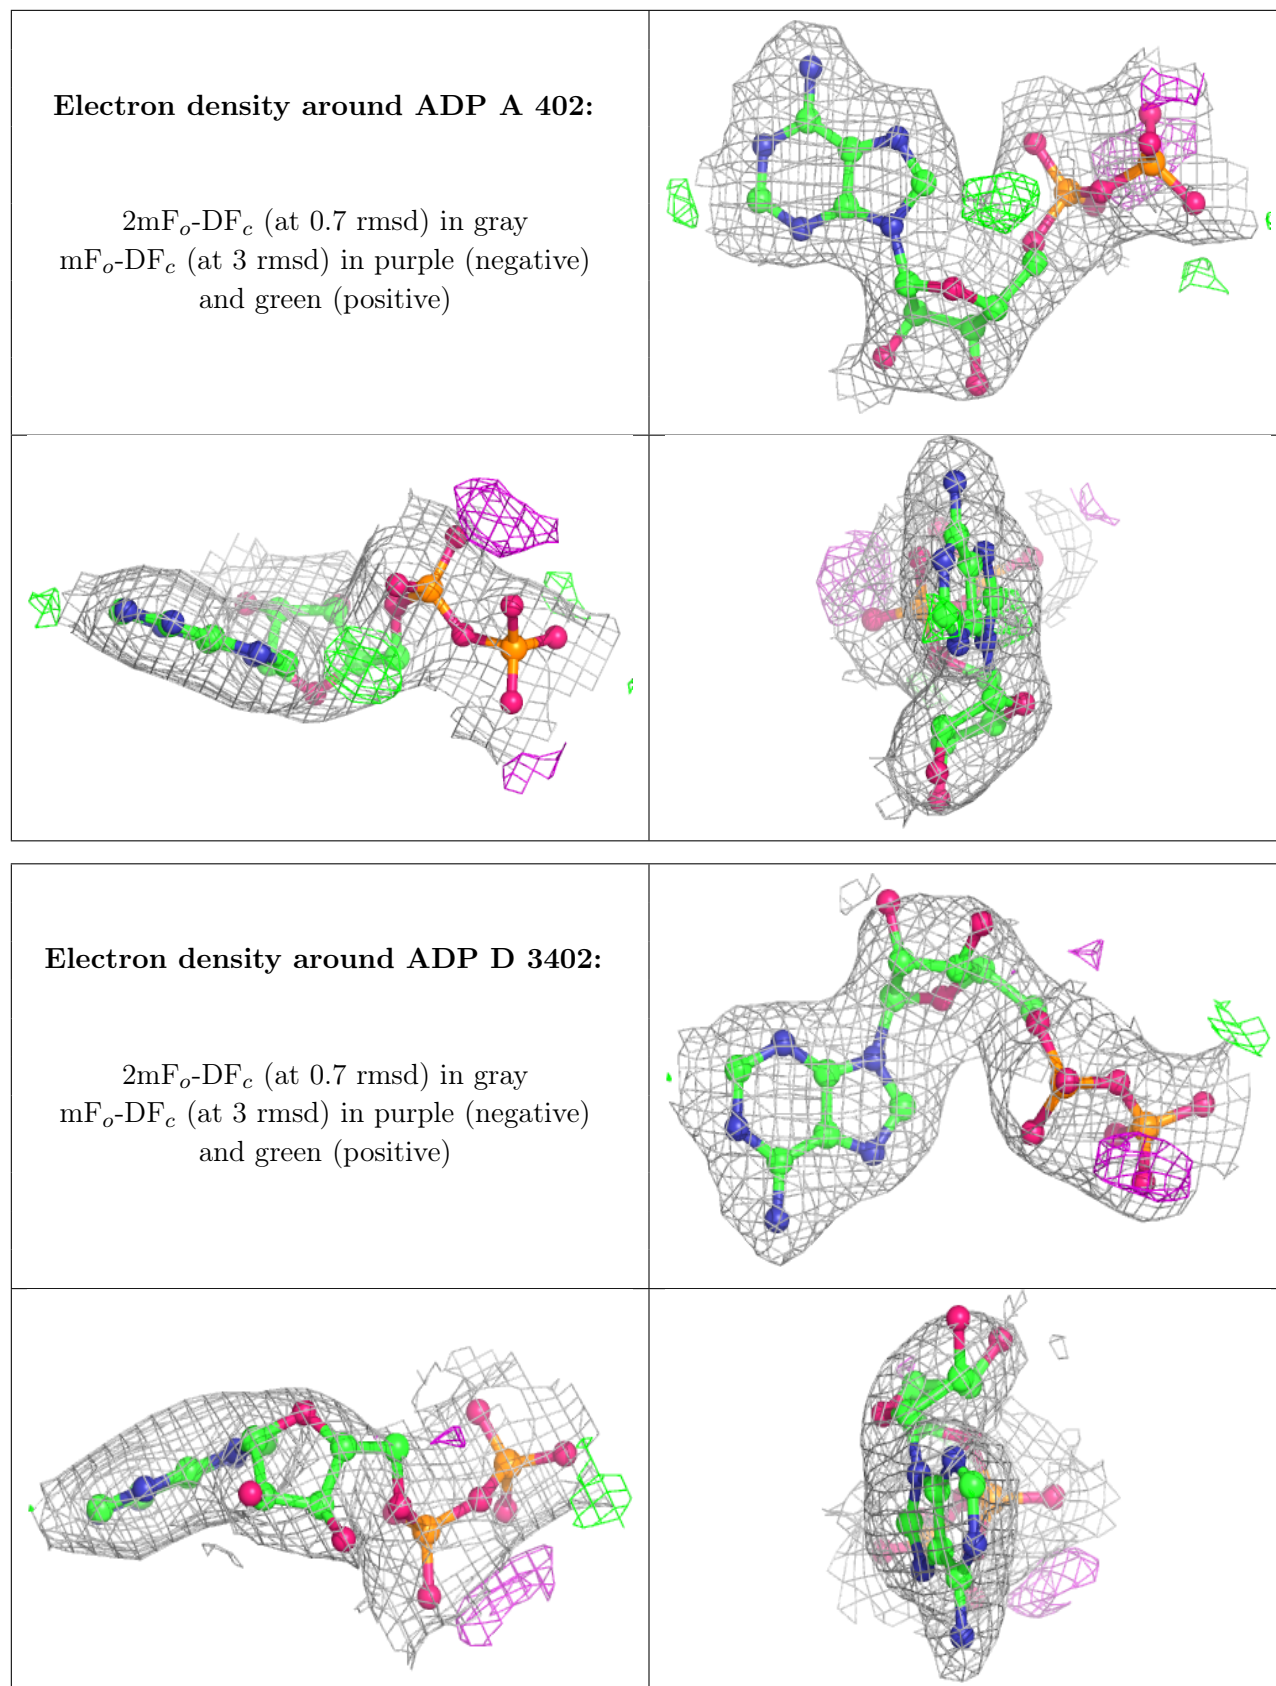 Electron density around ADP A 402:
2mFₒ-DF𝒸 (at 0.7 rmsd) in gray
mFₒ-DF𝒸 (at 3 rmsd) in purple (negative)
and green (positive)
Electron density around ADP D 3402:
2mFₒ-DF𝒸 (at 0.7 rmsd) in gray
mFₒ-DF𝒸 (at 3 rmsd) in purple (negative)
and green (positive)